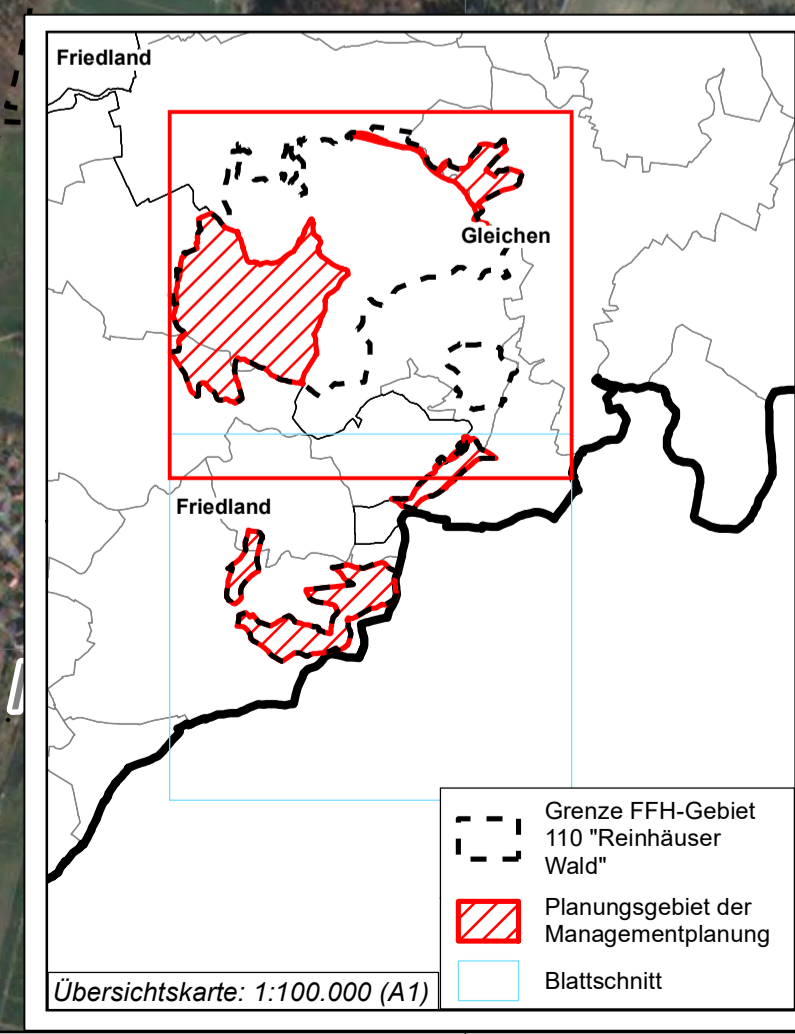 Friedland
Gleichen
Friedland
Grenze FFH-Gebiet
110 "Reinhäuser
Wald"
Planungsgebiet der
Managementplanung
Blattschnitt
Übersichtskarte: 1:100.000 (A1)